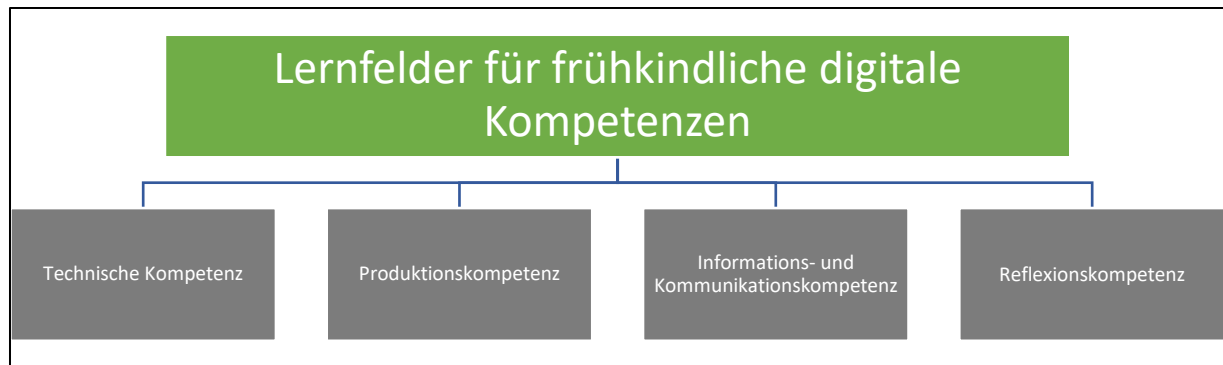 Lernfelder für frühkindliche digitale
Kompetenzen
Technische Kompetenz
Produktionskompetenz
Informations- und
Kommunikationskompetenz
Reflexionskompetenz